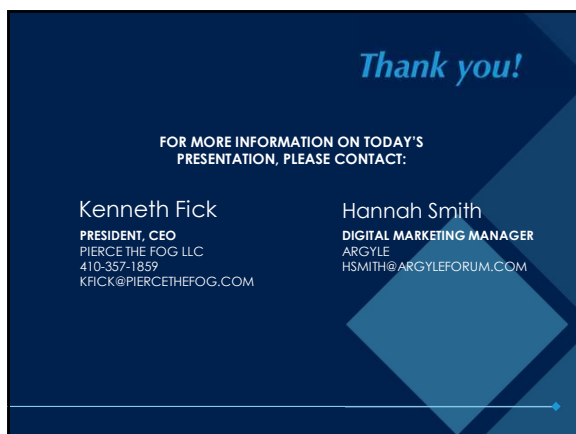 Thank you!
FOR MORE INFORMATION ON TODAY'S
PRESENTATION, PLEASE CONTACT:
Kenneth Fick
PRESIDENT, CEO
PIERCE THE FOG LLC
410-357-1859
KFICK@PIERCETHEFOG.COM
Hannah Smith
DIGITAL MARKETING MANAGER
ARGYLE
HSMITH@ARGYLEFORUM.COM